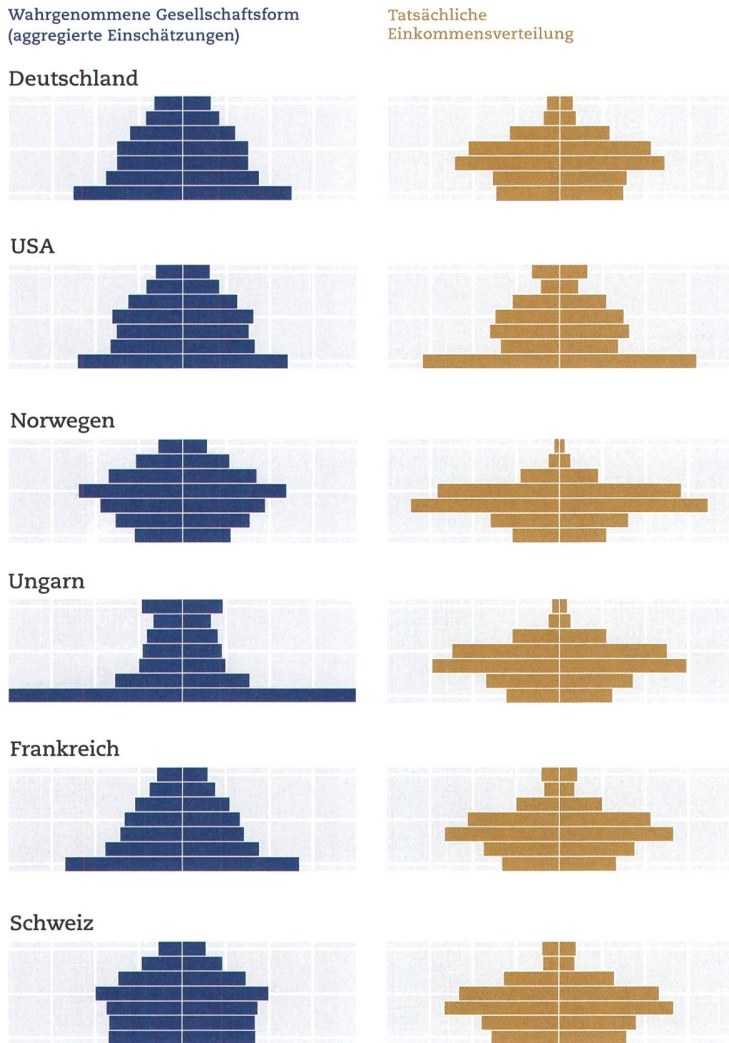 Wahrgenommene Gesellschaftsform
(aggregierte Einschätzungen)
Tatsächliche
Einkommensverteilung
Deutschland
USA
Norwegen
Ungarn
Frankreich
Schweiz